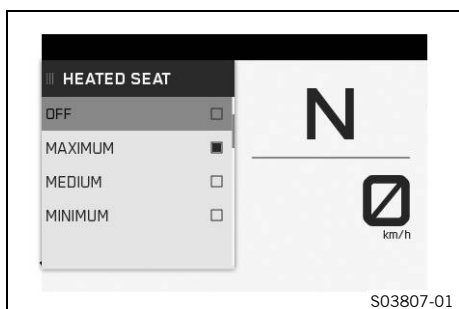 HEATED SEAT
OFF
MAXIMUM
MEDIUM
MINIMUM
N
0
km/h
S03807-01